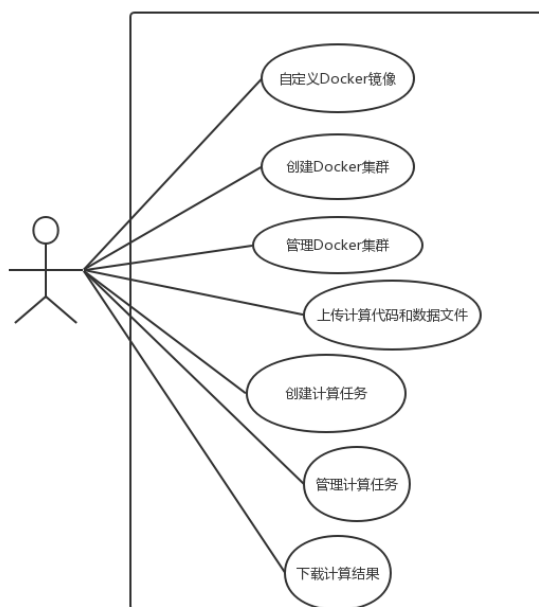 自定义Docker镜像
创建Docker集群
管理Docker集群
上传计算代码和数据文件
创建计算任务
管理计算任务
下载计算结果